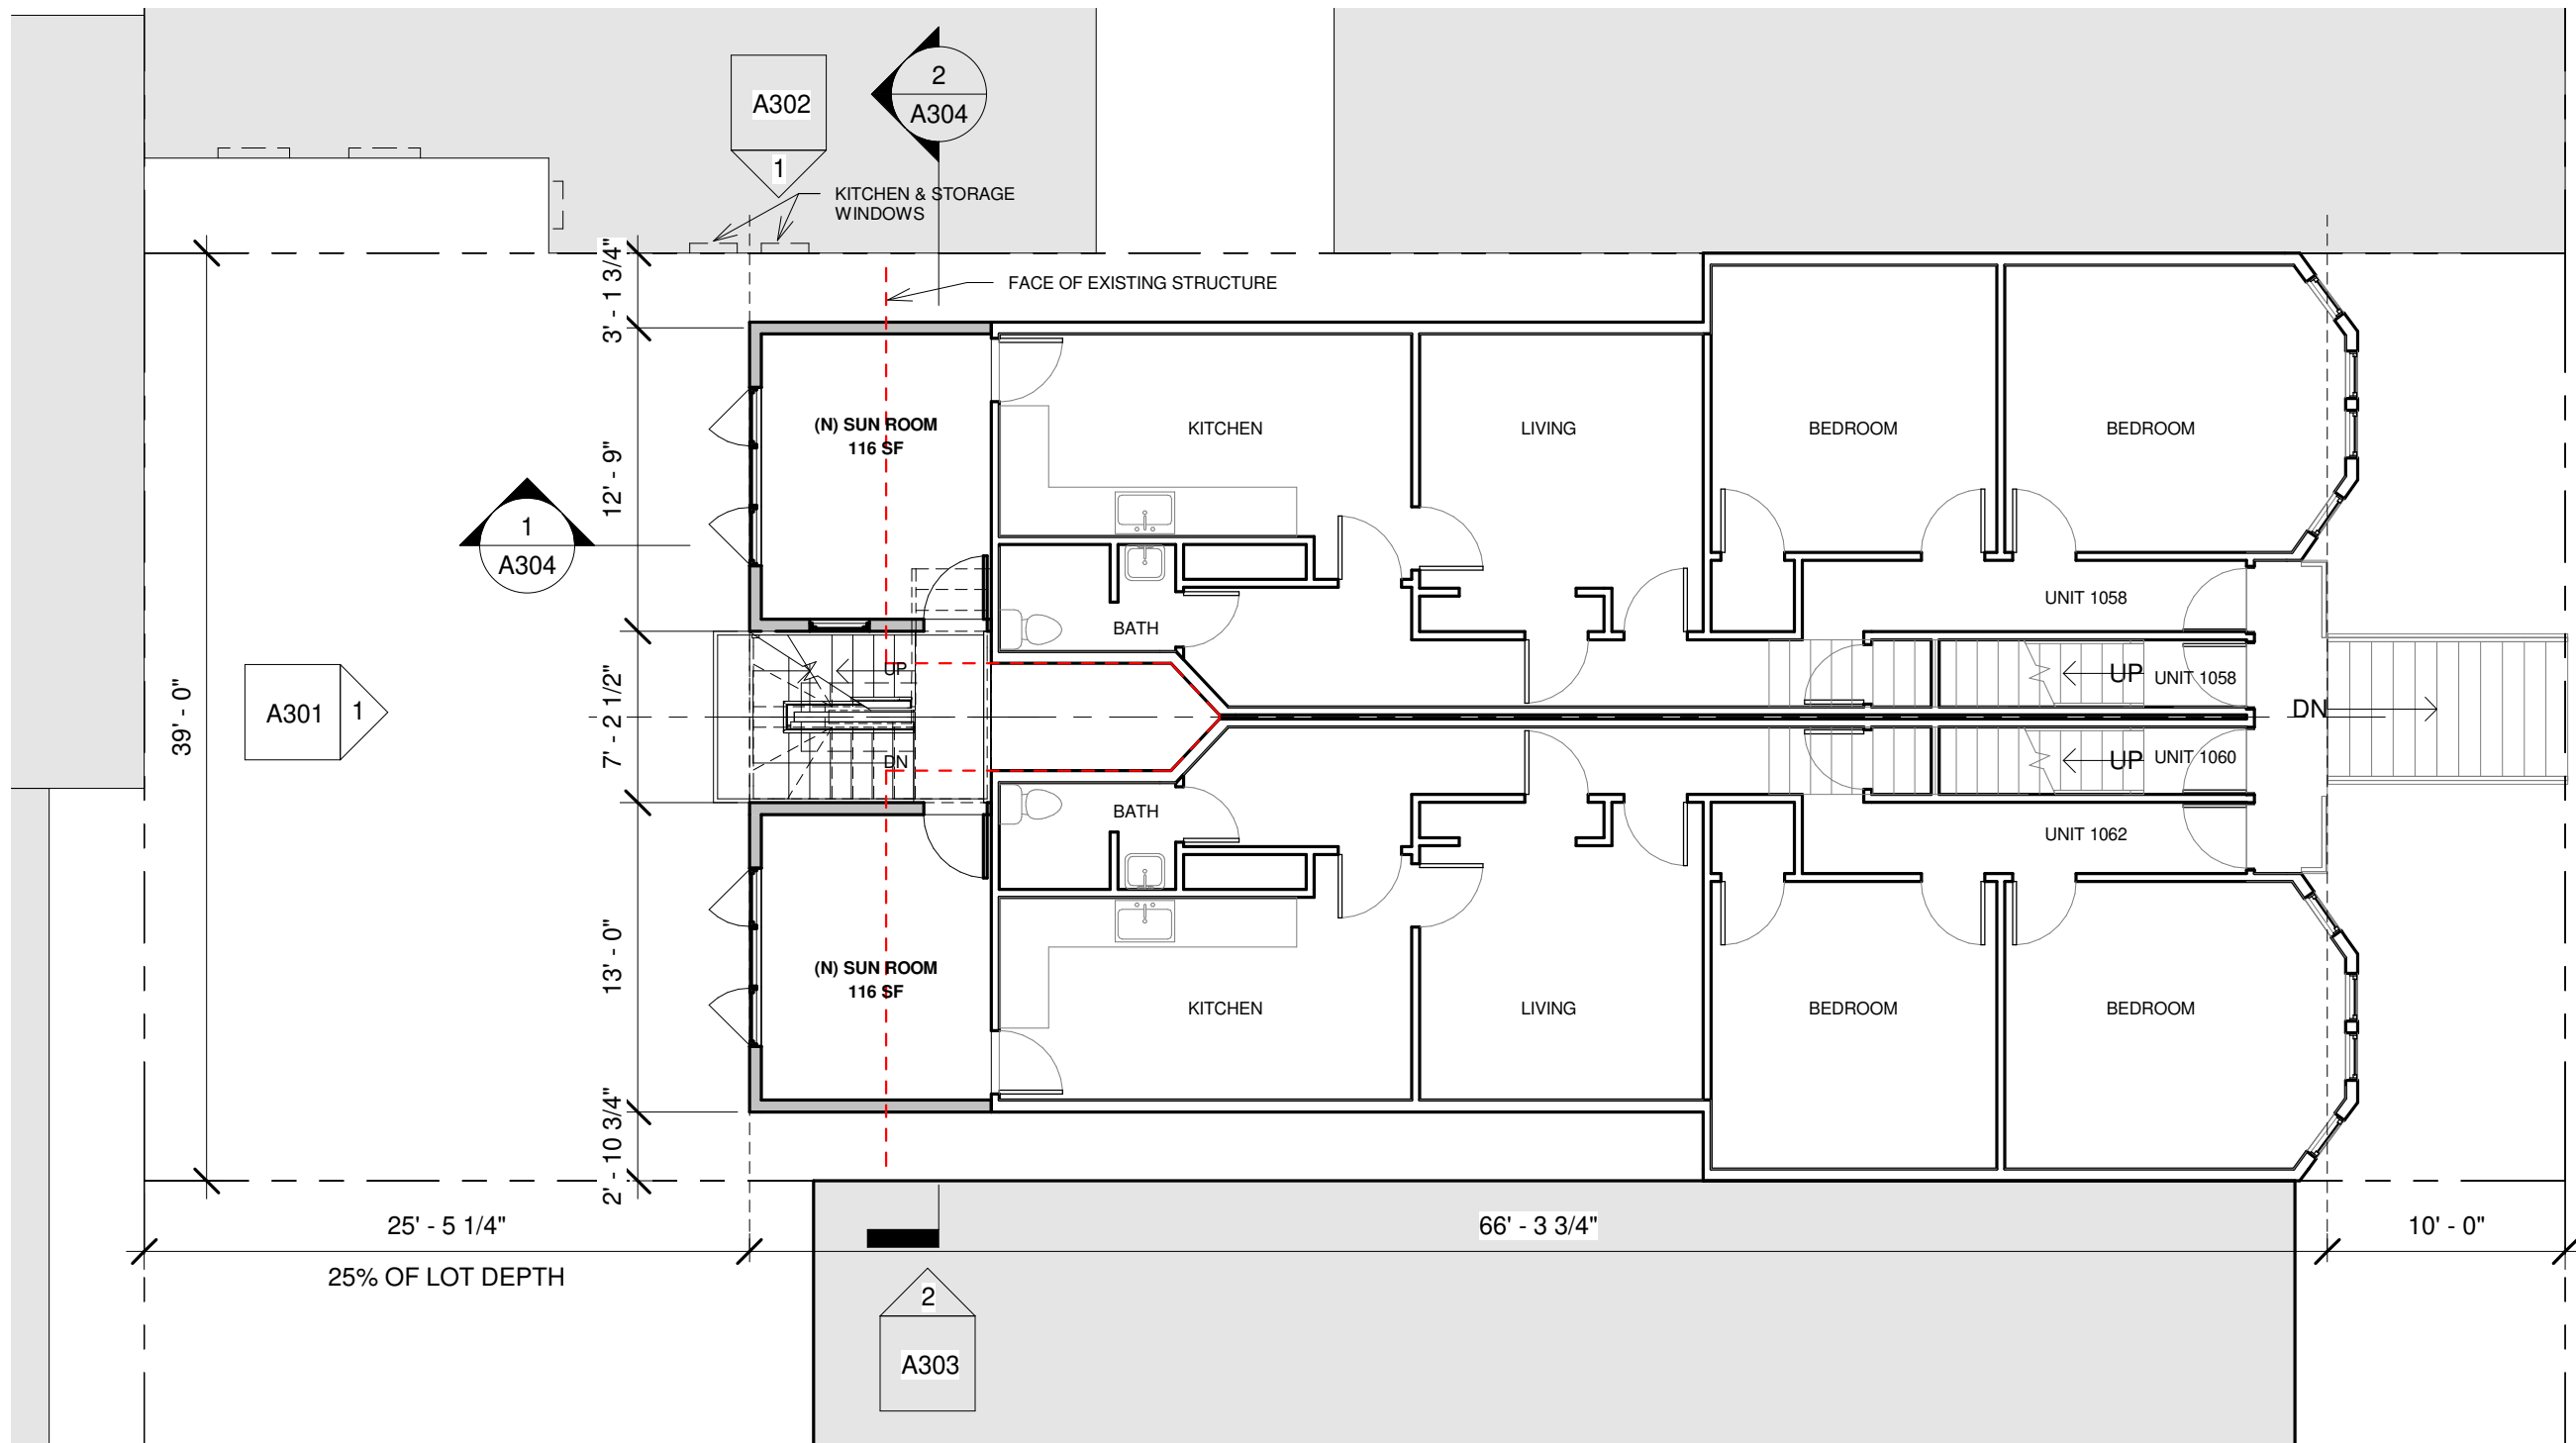 2
A302
A304
1
KITCHEN & STORAGE
WINDOWS
3' - 1 3/4"
FACE OF EXISTING STRUCTURE
(N) SUN ROOM
116 SF
KITCHEN
LIVING
BEDROOM
BEDROOM
12' - 9"
1
A304
UNIT 1058
BATH
UP
UP
UNIT 1058
A301
1
39' - 0"
7' - 2 1/2"
DN
DN
UP
UNIT 1060
BATH
UNIT 1062
13' - 0"
(N) SUN ROOM
116 SF
KITCHEN
LIVING
BEDROOM
BEDROOM
2' - 10 3/4"
25' - 5 1/4"
66' - 3 3/4"
10' - 0"
25% OF LOT DEPTH
2
A303